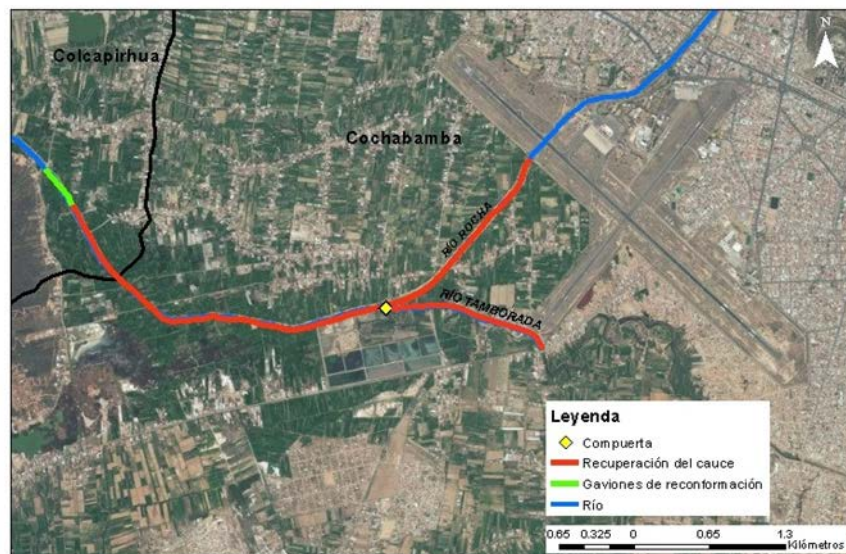 N
Colcapirhua
Cochabamba
RÍO ROCHA
RÍO TAMBORADA
Leyenda
Compuerta
Recuperación del cauce
Gaviones de reconformación
Río
0.65 0.325 0 0.65 1.3
Kilómetros